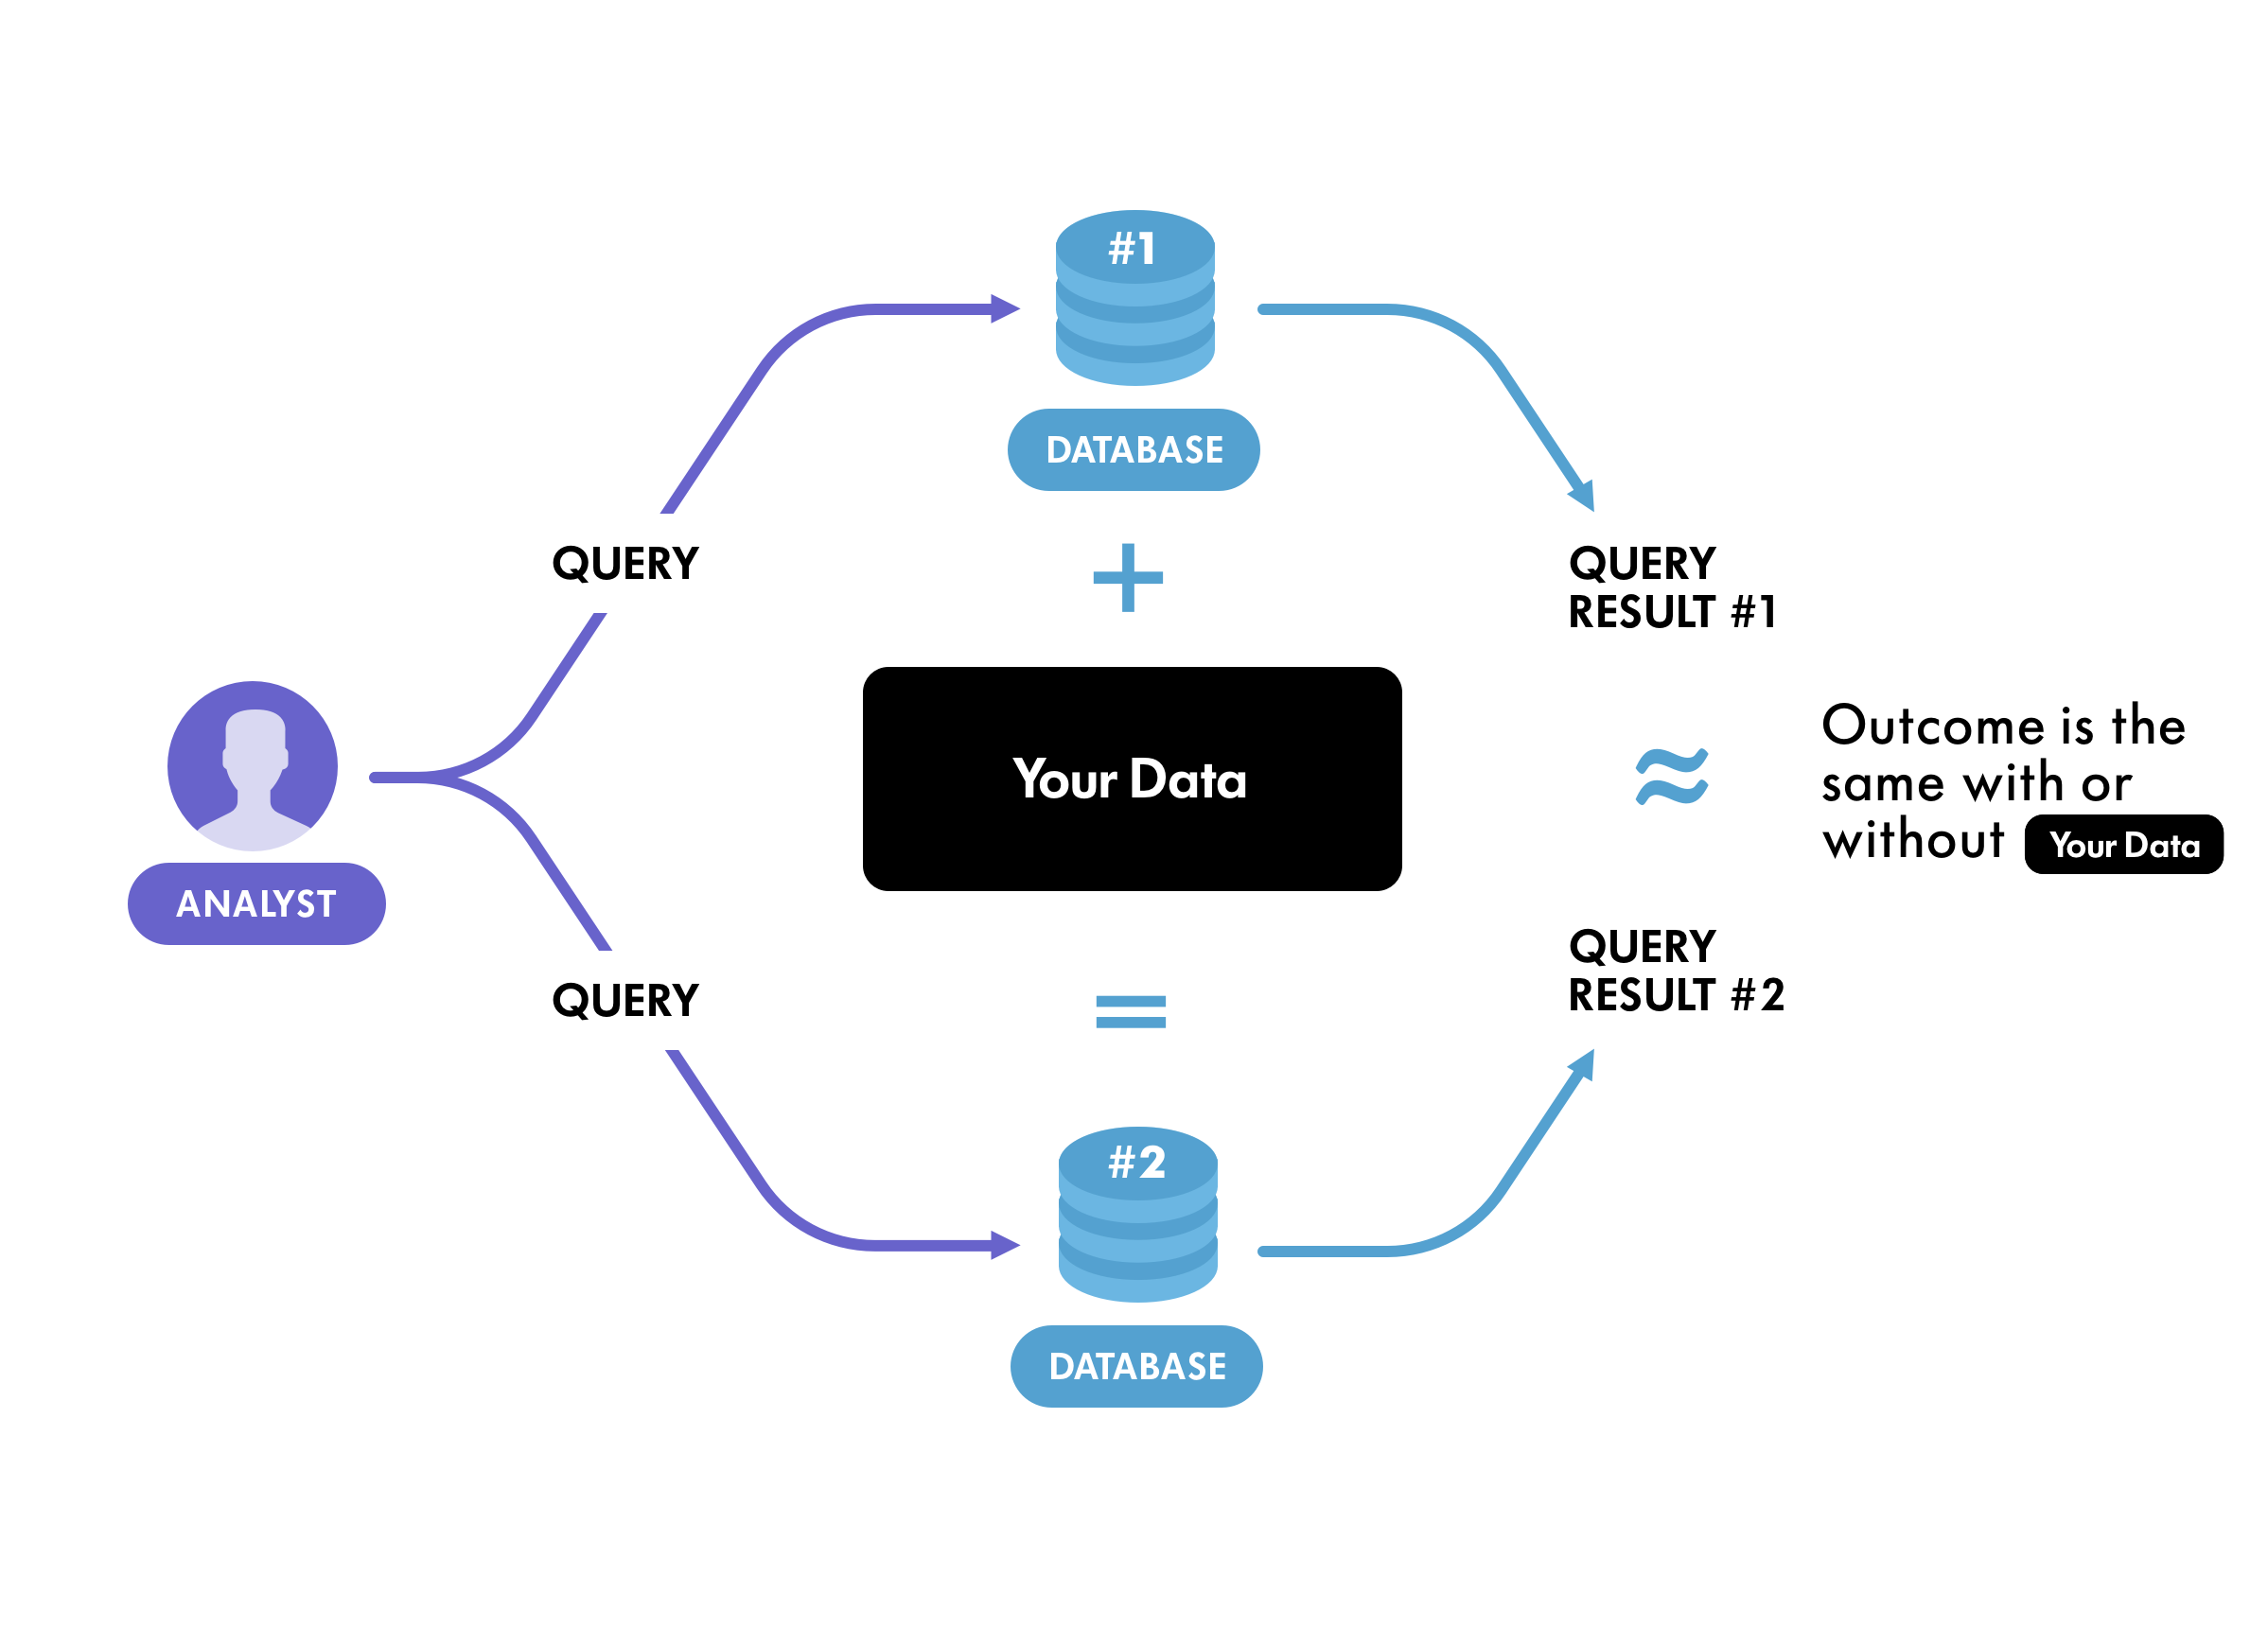 #1
DATABASE
QUERY
+
QUERY
RESULT #1
Your Data
ANALYST
≈
Outcome is the
same with or
without Your Data
QUERY
=
QUERY
RESULT #2
#2
DATABASE